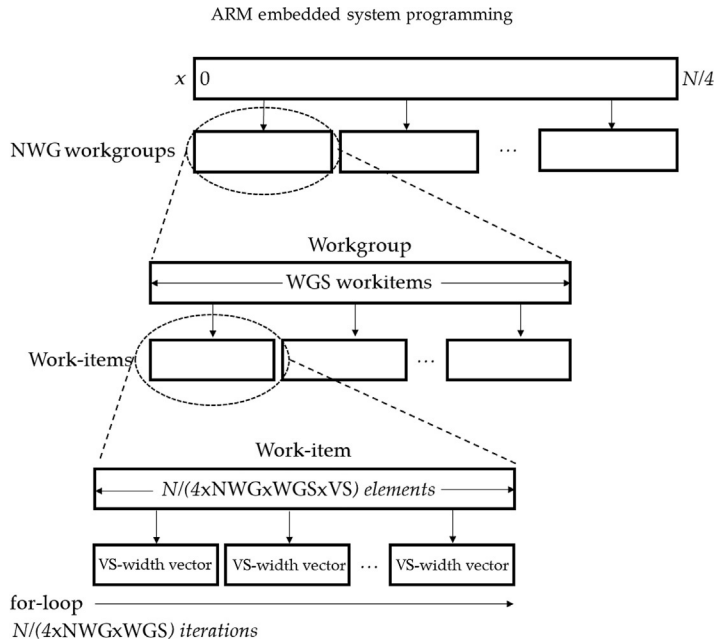 ARM embedded system programming
x 0 N/4
NWG workgroups ...
Workgroup
WGS workitems
Work-items ...
Work-item
N/(4xNWGxWGSxVS) elements
VS-width vector VS-width vector ... VS-width vector
for-loop
N/(4xNWGxWGS) iterations